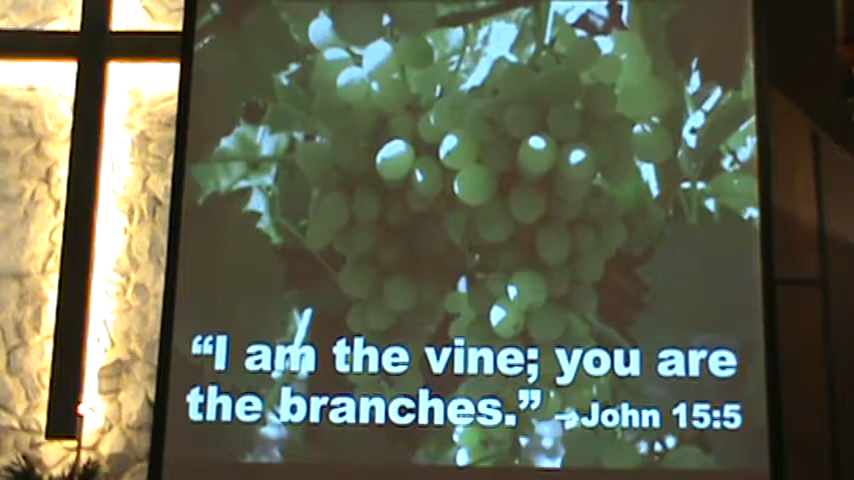 “I am the vine; you are
the branches.” –John 15:5